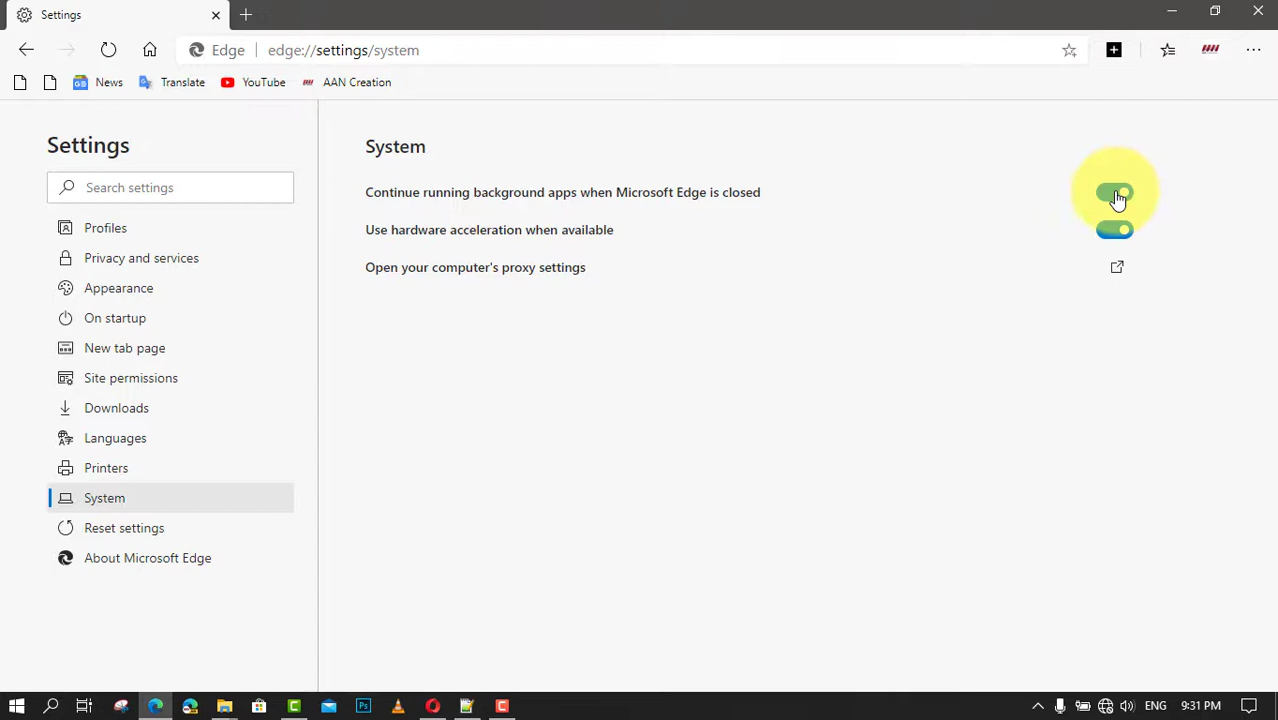 Settings
Edge edge://settings/system
News Translate YouTube AAN Creation
Settings
Search settings
Profiles
Privacy and services
Appearance
On startup
New tab page
Site permissions
Downloads
Languages
Printers
System
Reset settings
About Microsoft Edge
System
Continue running background apps when Microsoft Edge is closed
Use hardware acceleration when available
Open your computer's proxy settings
Ps
ENG 9:31 PM